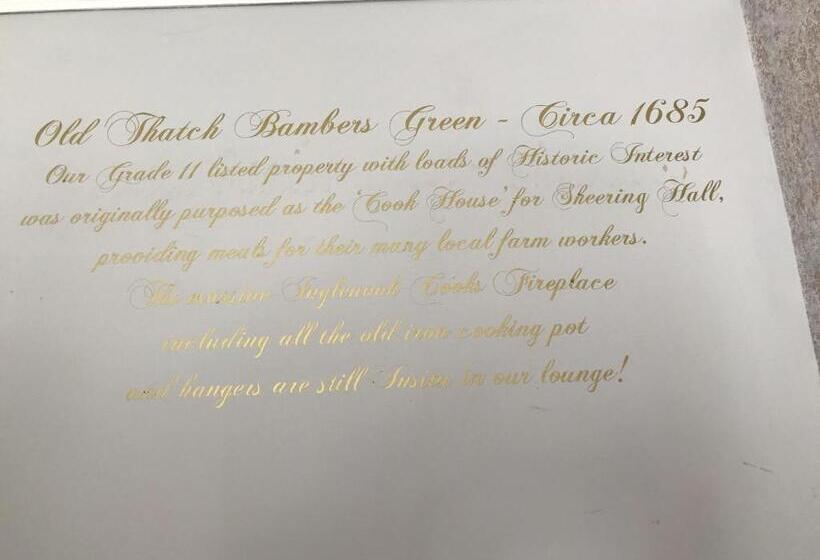 Old Thatch Bambers Green - Circa 1685
Our Grade 11 listed property with loads of Historic Interest
was originally purposed as the 'Cook House' for Sheering Hall,
providing meals for their many local farm workers.
The massive Inglenook Cooks Fireplace
including all the old iron cooking pot
and hangers are still Insitu in our lounge!